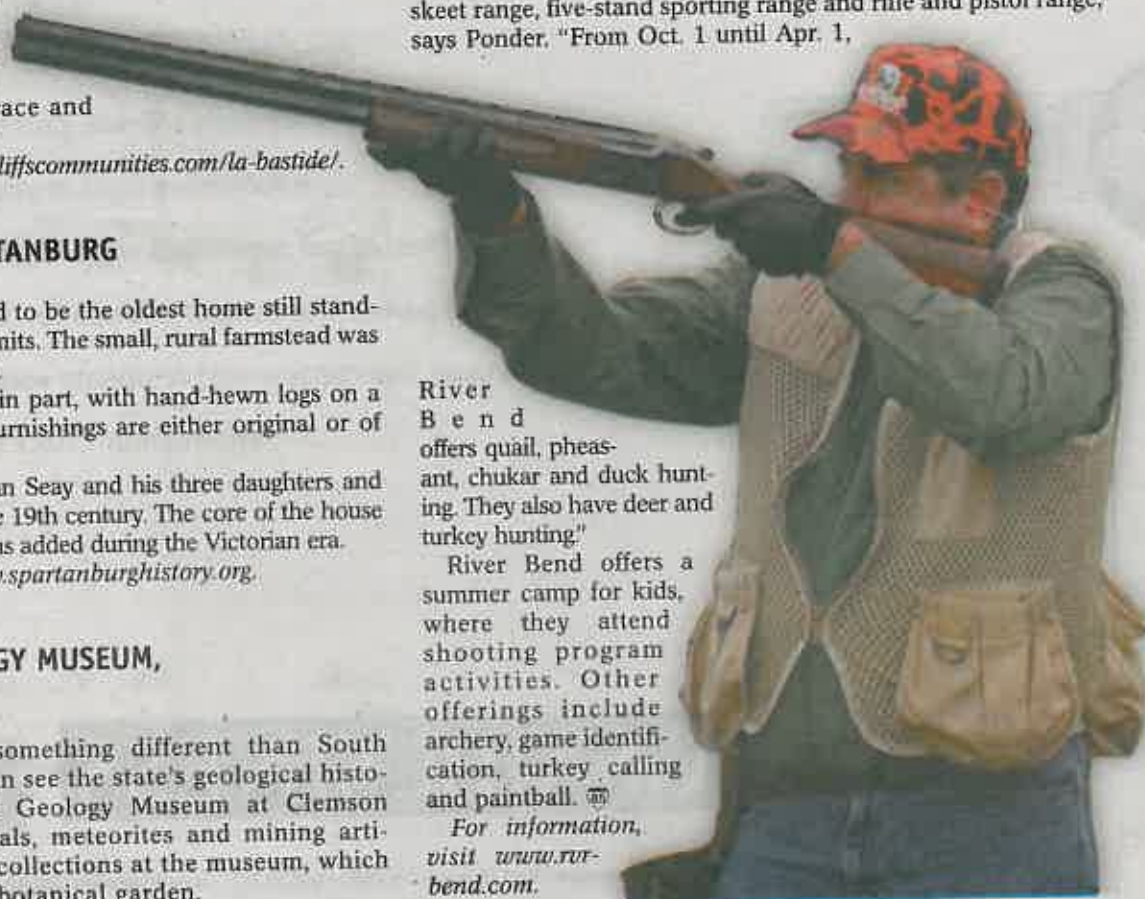 ace and
liffscommunities.com/la-bastide/.
TANBURG
d to be the oldest home still stand-
nits. The small, rural farmstead was
in part, with hand-hewn logs on a
urnishings are either original or of
n Seay and his three daughters and
e 19th century. The core of the house
as added during the Victorian era.
.spartanburghistory.org.
GY MUSEUM,
something different than South
n see the state's geological histo-
Geology Museum at Clemson
als, meteorites and mining arti-
collections at the museum, which
botanical garden.
skeet range, five-stand sporting range and rifle and pistol range,
says Ponder. “From Oct. 1 until Apr. 1,
River
Bend
offers quail, pheas-
ant, chukar and duck hunt-
ing. They also have deer and
turkey hunting.”
River Bend offers a
summer camp for kids,
where they attend
shooting program
activities. Other
offerings include
archery, game identifi-
cation, turkey calling
and paintball.
For information,
visit www.rvr-
bend.com.